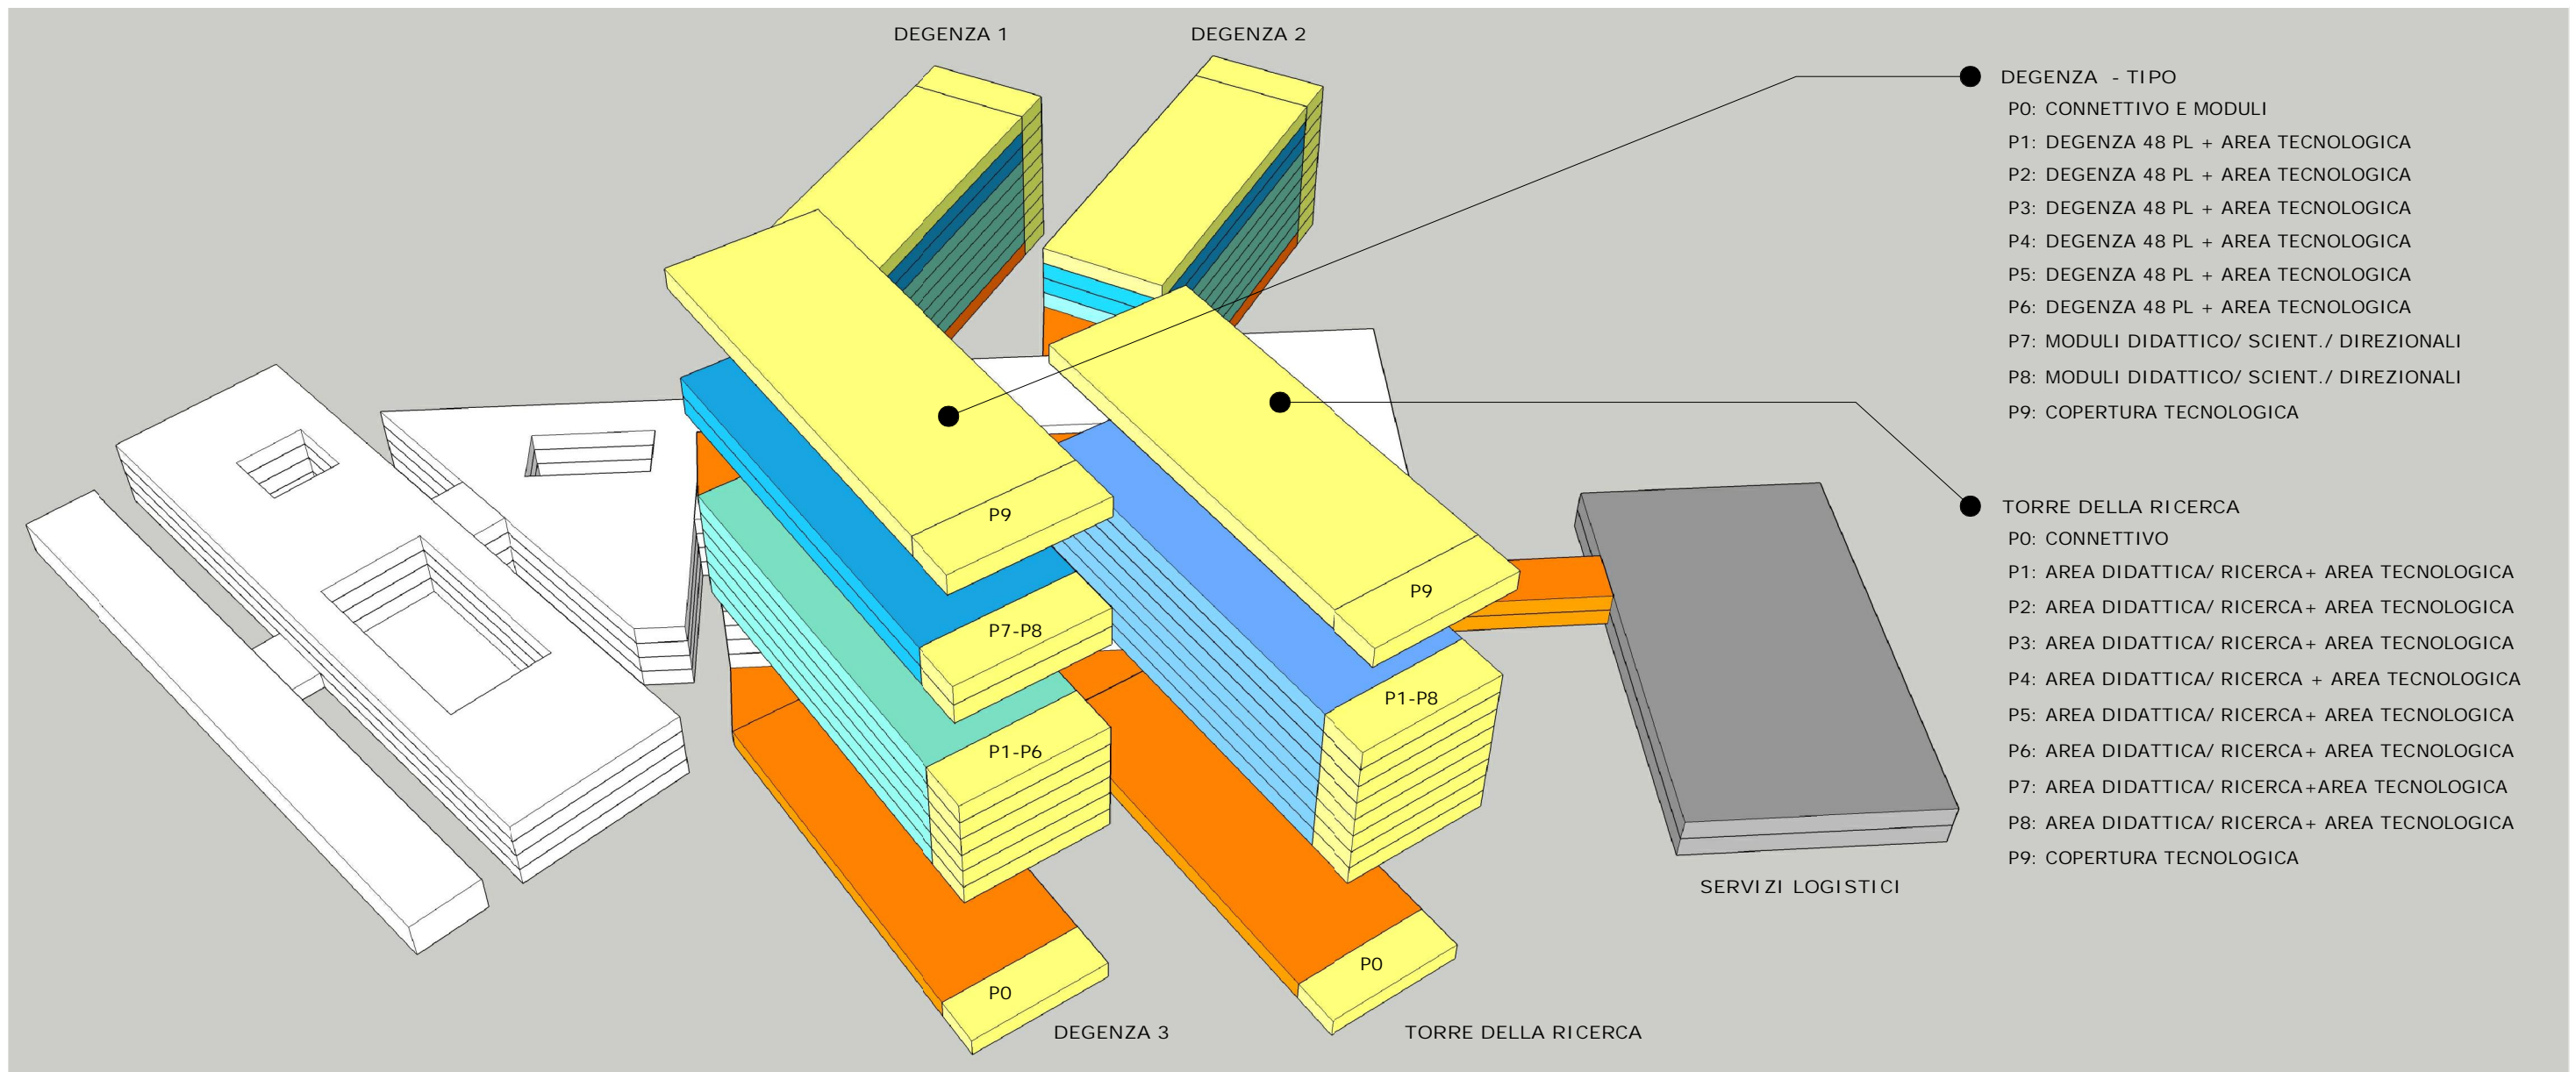 DEGENZA 1
DEGENZA 2
DEGENZA - TIPO
P0: CONNETTIVO E MODULI
P1: DEGENZA 48 PL + AREA TECNOLOGICA
P2: DEGENZA 48 PL + AREA TECNOLOGICA
P3: DEGENZA 48 PL + AREA TECNOLOGICA
P4: DEGENZA 48 PL + AREA TECNOLOGICA
P5: DEGENZA 48 PL + AREA TECNOLOGICA
P6: DEGENZA 48 PL + AREA TECNOLOGICA
P7: MODULI DIDATTICO/ SCIENT./ DIREZIONALI
P8: MODULI DIDATTICO/ SCIENT./ DIREZIONALI
P9: COPERTURA TECNOLOGICA
TORRE DELLA RICERCA
P0: CONNETTIVO
P1: AREA DIDATTICA/ RICERCA+ AREA TECNOLOGICA
P2: AREA DIDATTICA/ RICERCA+ AREA TECNOLOGICA
P3: AREA DIDATTICA/ RICERCA+ AREA TECNOLOGICA
P4: AREA DIDATTICA/ RICERCA + AREA TECNOLOGICA
P5: AREA DIDATTICA/ RICERCA+ AREA TECNOLOGICA
P6: AREA DIDATTICA/ RICERCA+ AREA TECNOLOGICA
P7: AREA DIDATTICA/ RICERCA+AREA TECNOLOGICA
P8: AREA DIDATTICA/ RICERCA+ AREA TECNOLOGICA
P9: COPERTURA TECNOLOGICA
P9
P7-P8
P1-P6
P0
P9
P1-P8
P0
SERVIZI LOGISTICI
DEGENZA 3
TORRE DELLA RICERCA